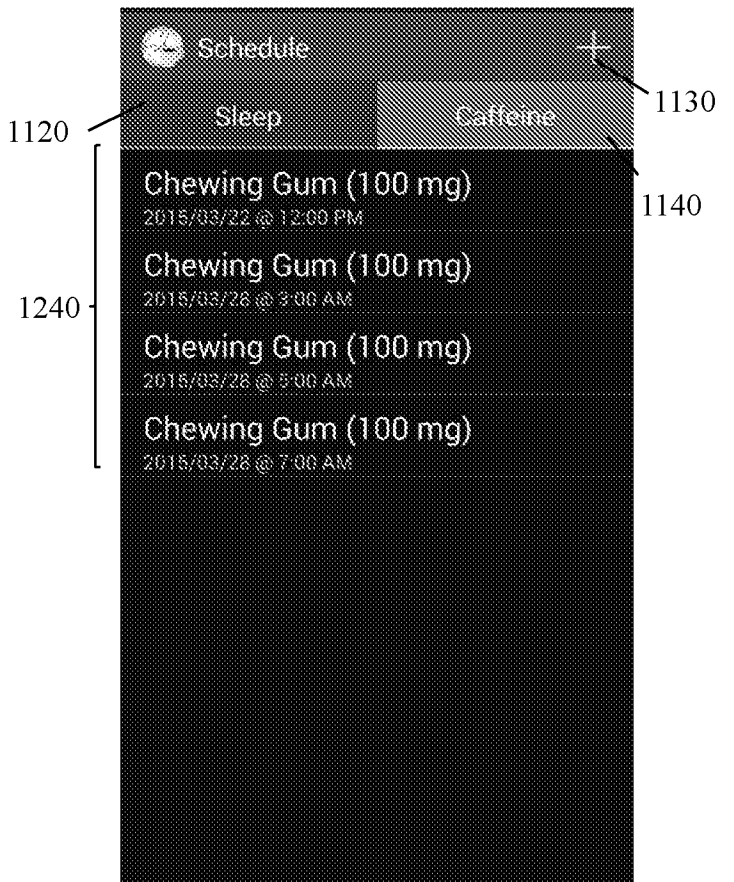 Schedule
1130
1120
Sleep
Caffeine
1140
Chewing Gum (100 mg)
2015/03/22 @ 12:00 PM
1240
Chewing Gum (100 mg)
2015/03/28 @ 3:00 AM
Chewing Gum (100 mg)
2015/03/28 @ 5:00 AM
Chewing Gum (100 mg)
2015/03/28 @ 7:00 AM